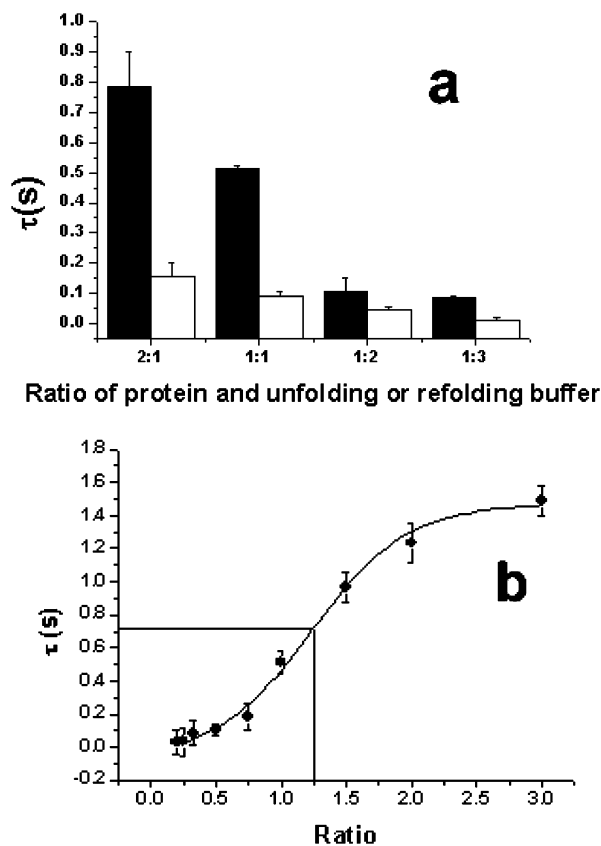 1.0
0.9
0.8
0.7
0.6
0.5
0.4
0.3
0.2
0.1
0.0
τ(s)
a
2:1 1:1 1:2 1:3
Ratio of protein and unfolding or refolding buffer
1.8
1.6
1.4
1.2
1.0
0.8
0.6
0.4
0.2
0.0
-0.2
τ (s)
b
0.0 0.5 1.0 1.5 2.0 2.5 3.0
Ratio